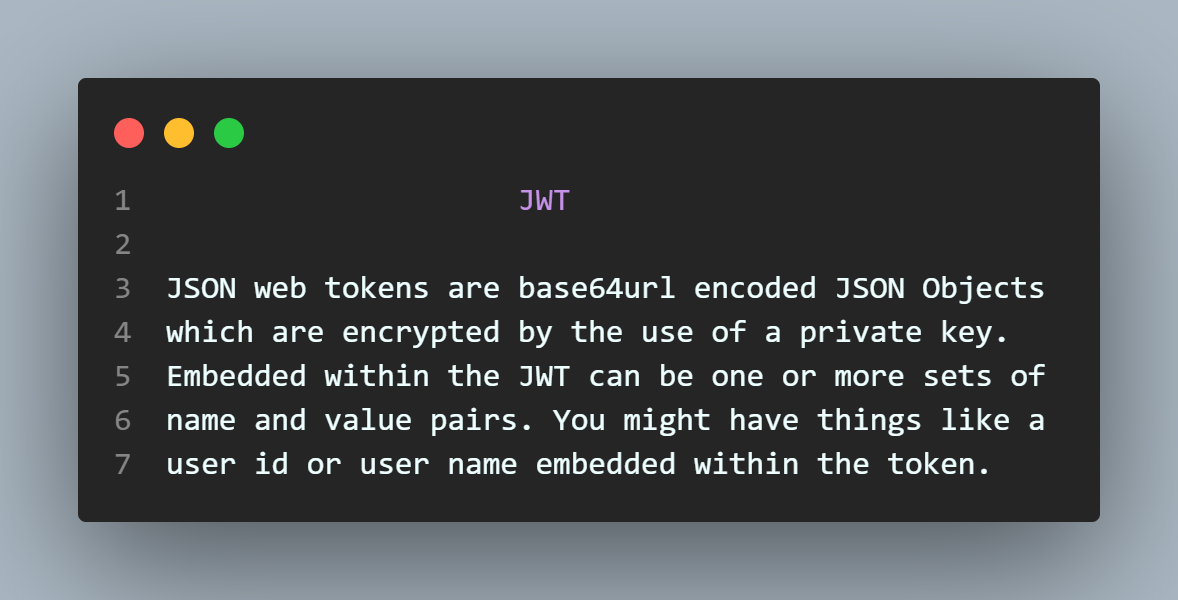 1 JWT
2
3 JSON web tokens are base64url encoded JSON Objects
4 which are encrypted by the use of a private key.
5 Embedded within the JWT can be one or more sets of
6 name and value pairs. You might have things like a
7 user id or user name embedded within the token.